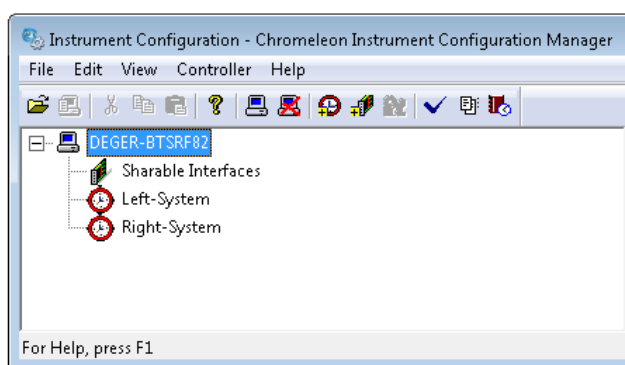 Instrument Configuration - Chromeleon Instrument Configuration Manager
File Edit View Controller Help
DEGER-BTSRF82
Sharable Interfaces
Left-System
Right-System
For Help, press F1